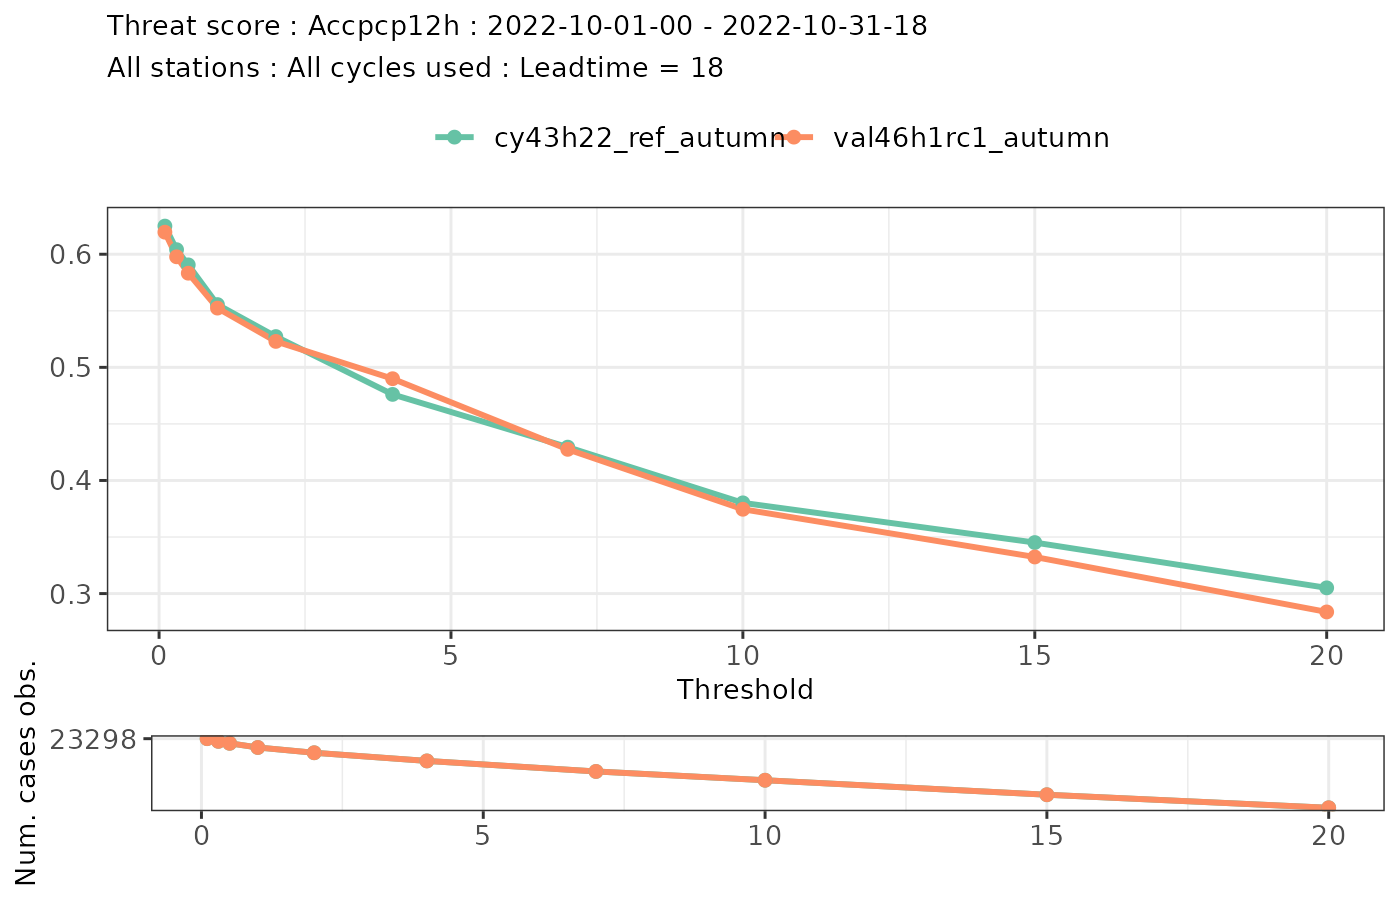 Threat score : Accpcp12h : 2022-10-01-00 - 2022-10-31-18
All stations : All cycles used : Leadtime = 18
cy43h22_ref_autumn val46h1rc1_autumn
0.6
0.5
0.4
0.3
0 5 10 15 20
Threshold
Num. cases obs.
23298
0 5 10 15 20